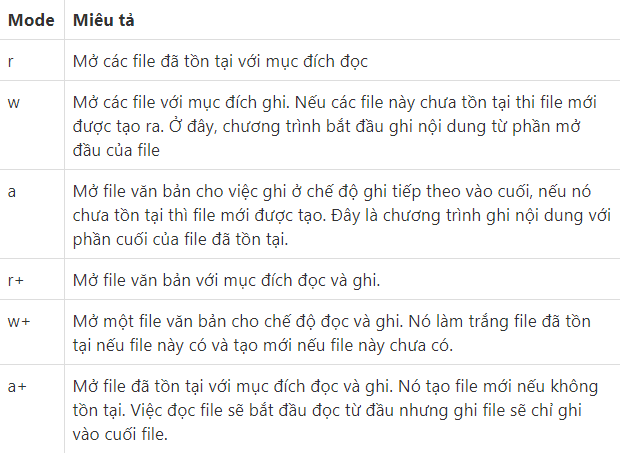 Mode Miêu tả
r Mở các file đã tồn tại với mục đích đọc
w Mở các file với mục đích ghi. Nếu các file này chưa tồn tại thi file mới
được tạo ra. Ở đây, chương trình bắt đầu ghi nội dung từ phần mở
đầu của file
a Mở file văn bản cho việc ghi ở chế độ ghi tiếp theo vào cuối, nếu nó
chưa tồn tại thì file mới được tạo. Đây là chương trình ghi nội dung với
phần cuối của file đã tồn tại.
r+ Mở file văn bản với mục đích đọc và ghi.
w+ Mở một file văn bản cho chế độ đọc và ghi. Nó làm trắng file đã tồn
tại nếu file này có và tạo mới nếu file này chưa có.
a+ Mở file đã tồn tại với mục đích đọc và ghi. Nó tạo file mới nếu không
tồn tại. Việc đọc file sẽ bắt đầu đọc từ đầu nhưng ghi file sẽ chỉ ghi
vào cuối file.